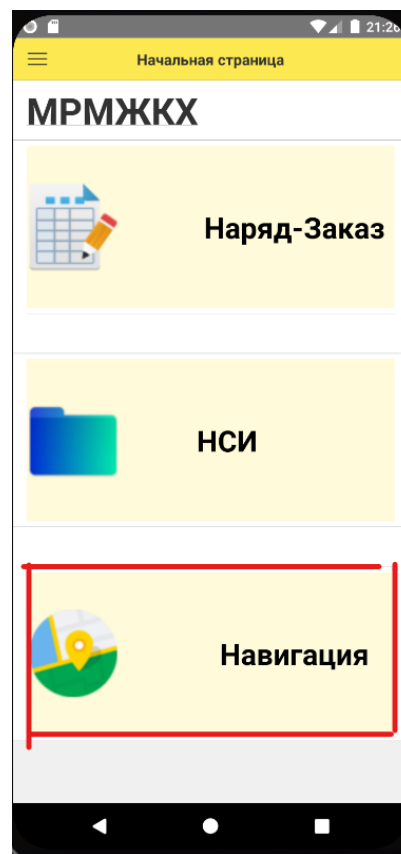 21:26
Начальная страница
МРМЖКХ
Наряд-Заказ
НСИ
Навигация